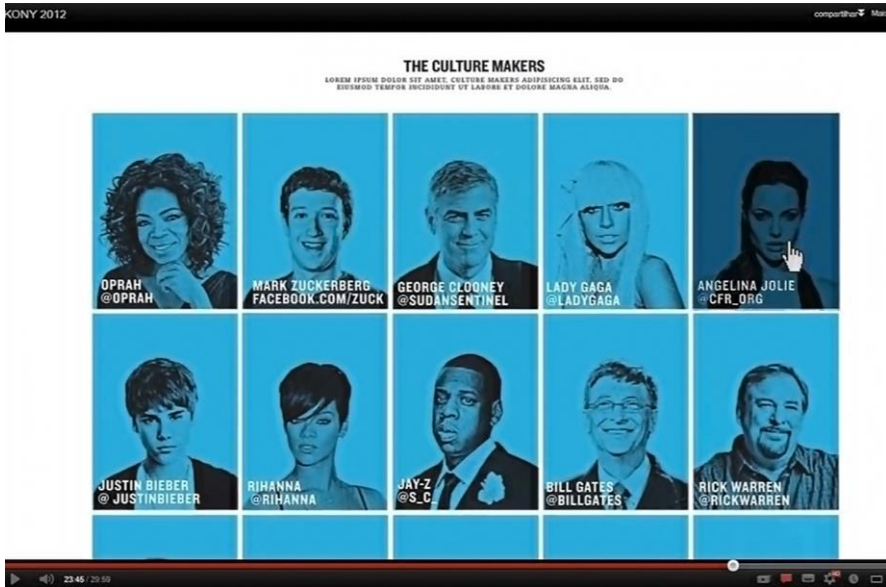 KONY 2012
compartilhar
THE CULTURE MAKERS
LOREM IPSUM DOLOR SIT AMET, CULTURE MAKERS ADIPISICING ELIT, SED DO
EIUSMOD TEMPOR INCIDIDUNT UT LABORE ET DOLORE MAGNA ALIQUA.
OPRAH
@OPRAH
MARK ZUCKERBERG
FACEBOOK.COM/ZUCK
GEORGE CLOONEY
@SUDANSENTINEL
LADY GAGA
@LADYGAGA
ANGELINA JOLIE
@CFR_ORG
JUSTIN BIEBER
@ JUSTINBIEBER
RIHANNA
@RIHANNA
JAY-Z
@S_C_
BILL GATES
@BILLGATES
RICK WARREN
@RICKWARREN
23:45 / 29:59